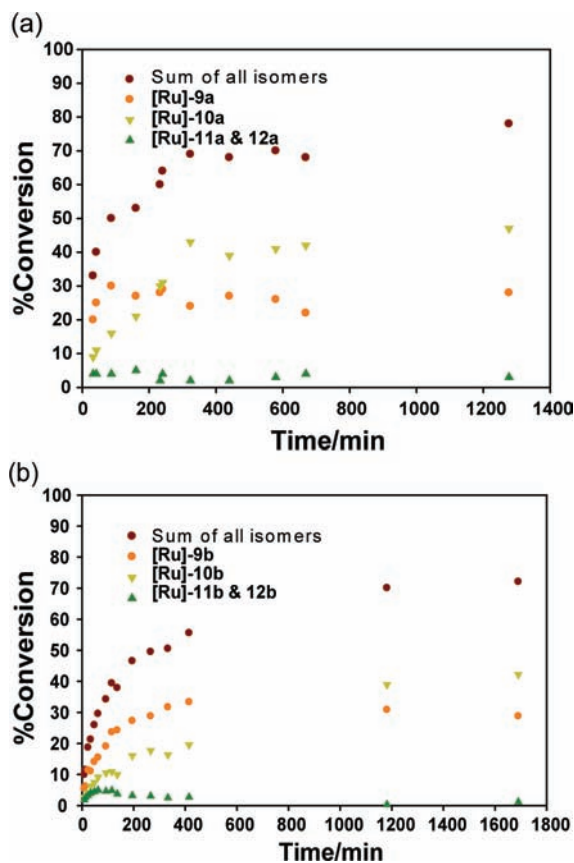 (a)
100
90
80
70
60
50
40
30
20
10
0
%Conversion
Sum of all isomers
[Ru]-9a
[Ru]-10a
[Ru]-11a & 12a
0 200 400 600 800 1000 1200 1400
Time/min
(b)
100
90
80
70
60
50
40
30
20
10
0
%Conversion
Sum of all isomers
[Ru]-9b
[Ru]-10b
[Ru]-11b & 12b
0 200 400 600 800 1000 1200 1400 1600 1800
Time/min